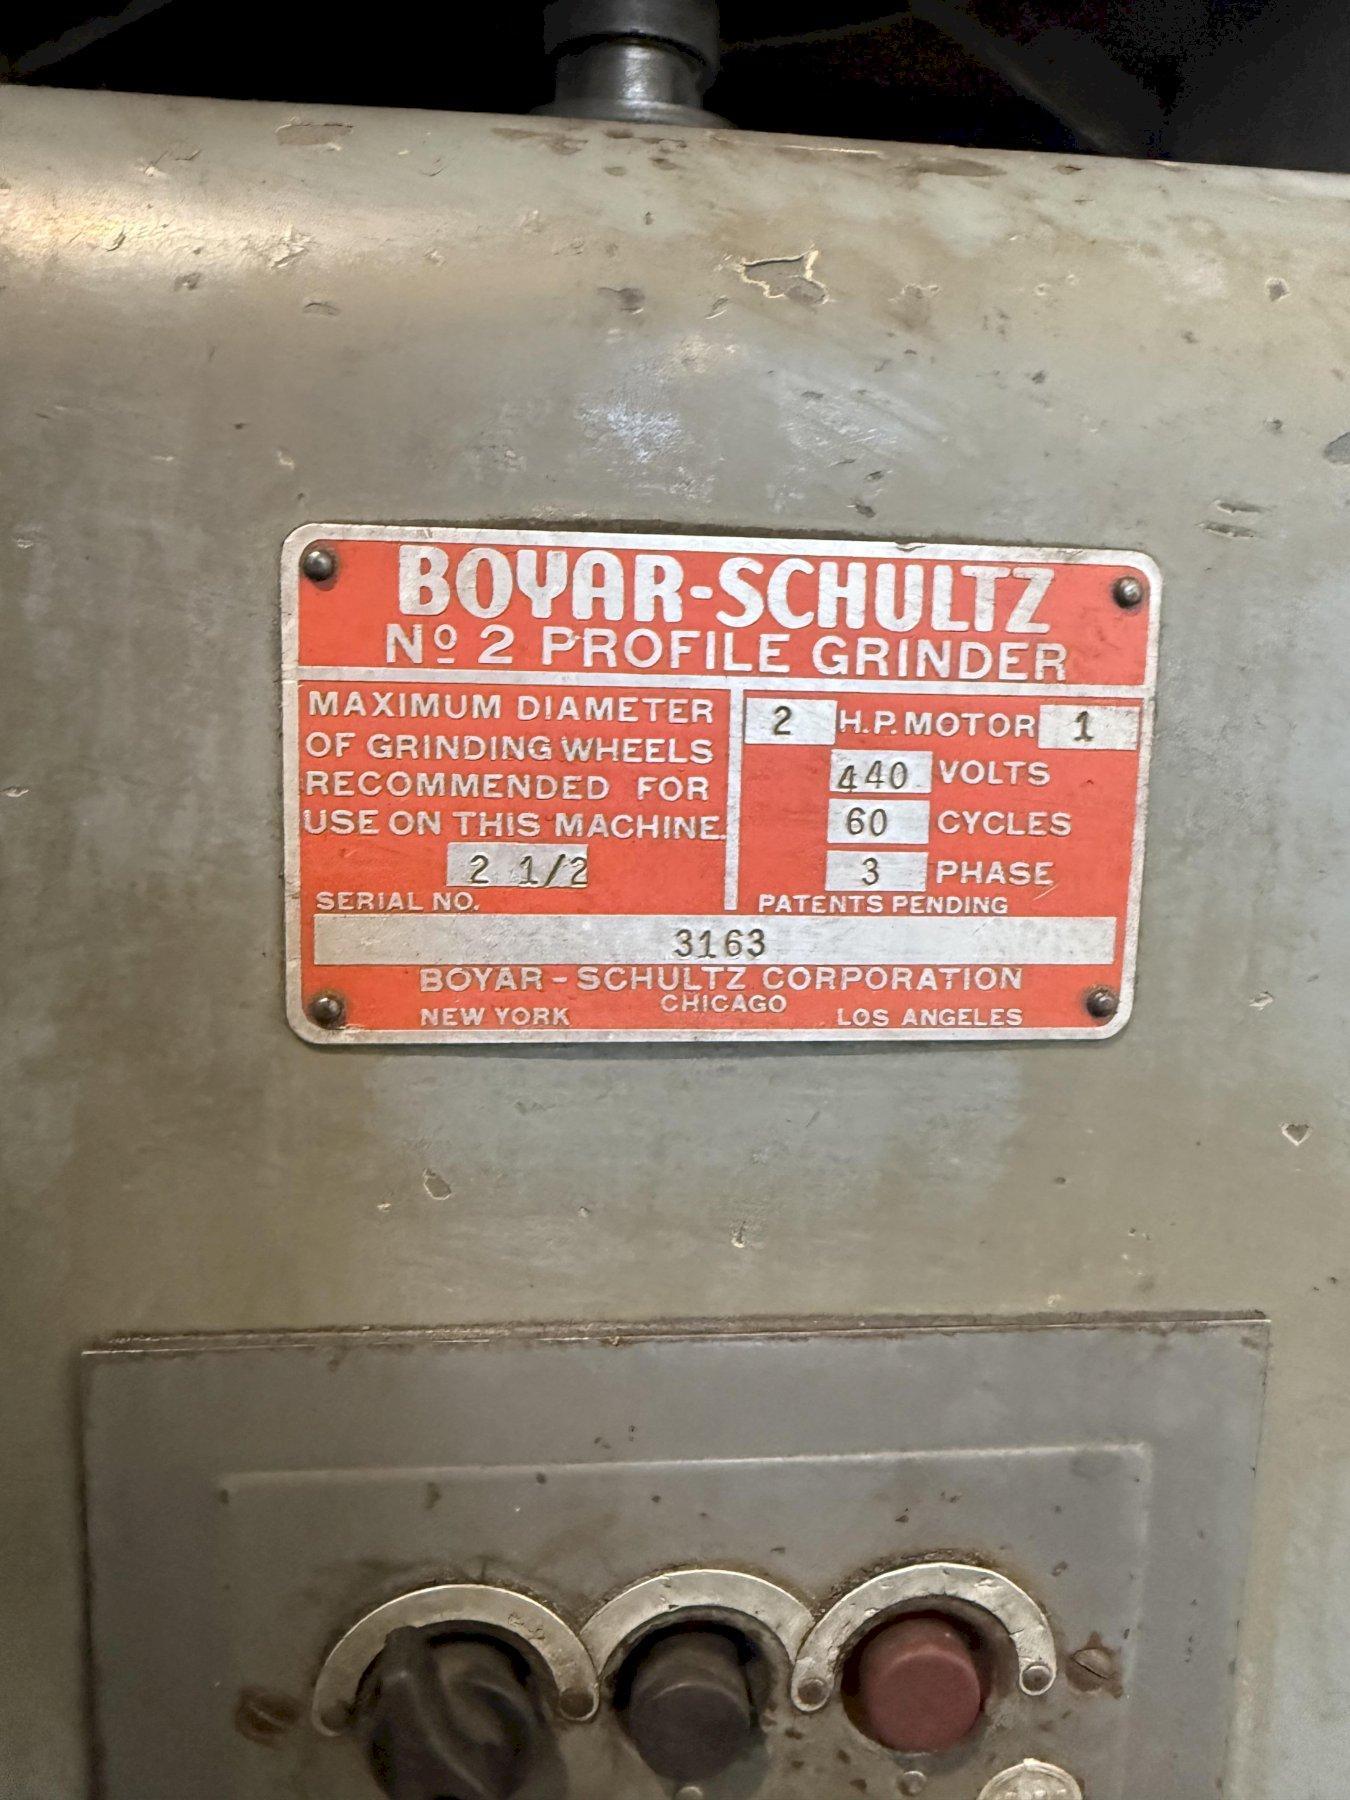 BOYAR-SCHULTZ
Nº 2 PROFILE GRINDER
MAXIMUM DIAMETER
OF GRINDING WHEELS
RECOMMENDED FOR
USE ON THIS MACHINE.
2 1/2
2 H.P. MOTOR 1
440 VOLTS
60 CYCLES
3 PHASE
SERIAL NO.
PATENTS PENDING
3163
BOYAR-SCHULTZ CORPORATION
NEW YORK CHICAGO LOS ANGELES